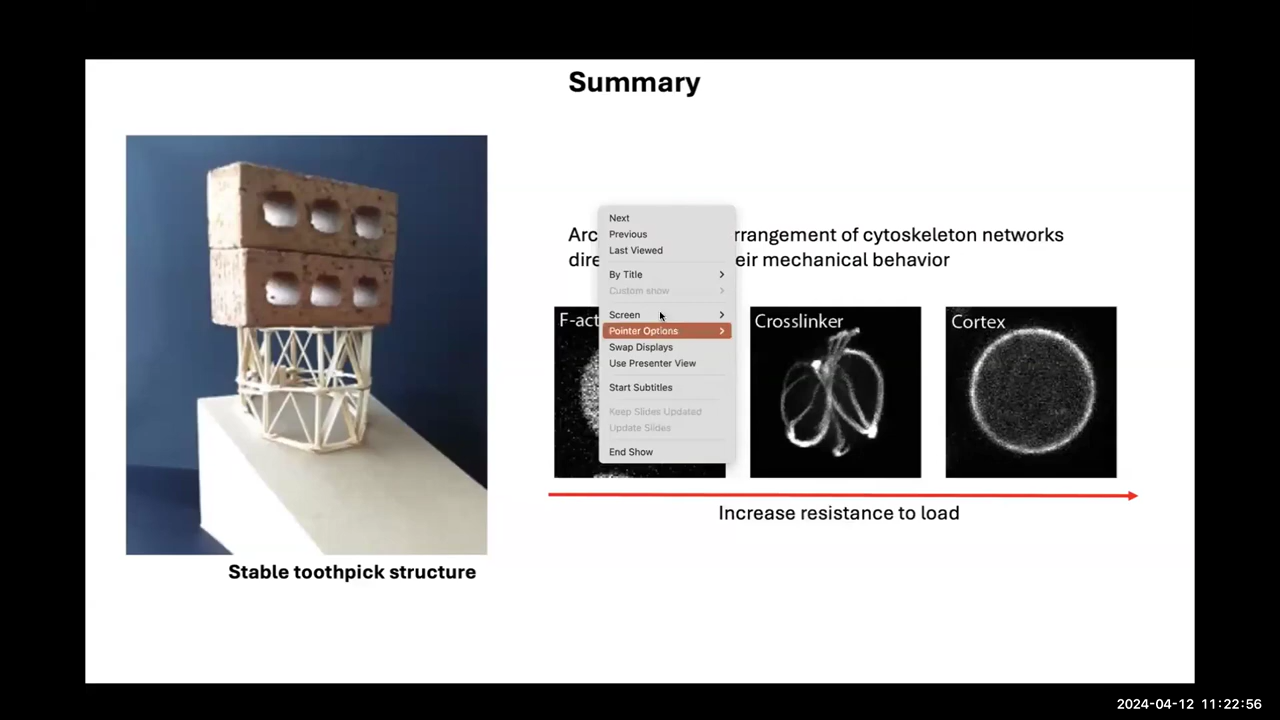 Summary
Next
Previous
Arc rrangement of cytoskeleton networks
Last Viewed
dire eir mechanical behavior
By Title
Custom show
Screen
Pointer Options
Swap Displays
Use Presenter View
Start Subtitles
Keep Slides Updated
Update Slides
End Show
F-act
Crosslinker
Cortex
Increase resistance to load
Stable toothpick structure
2024-04-12 11:22:56